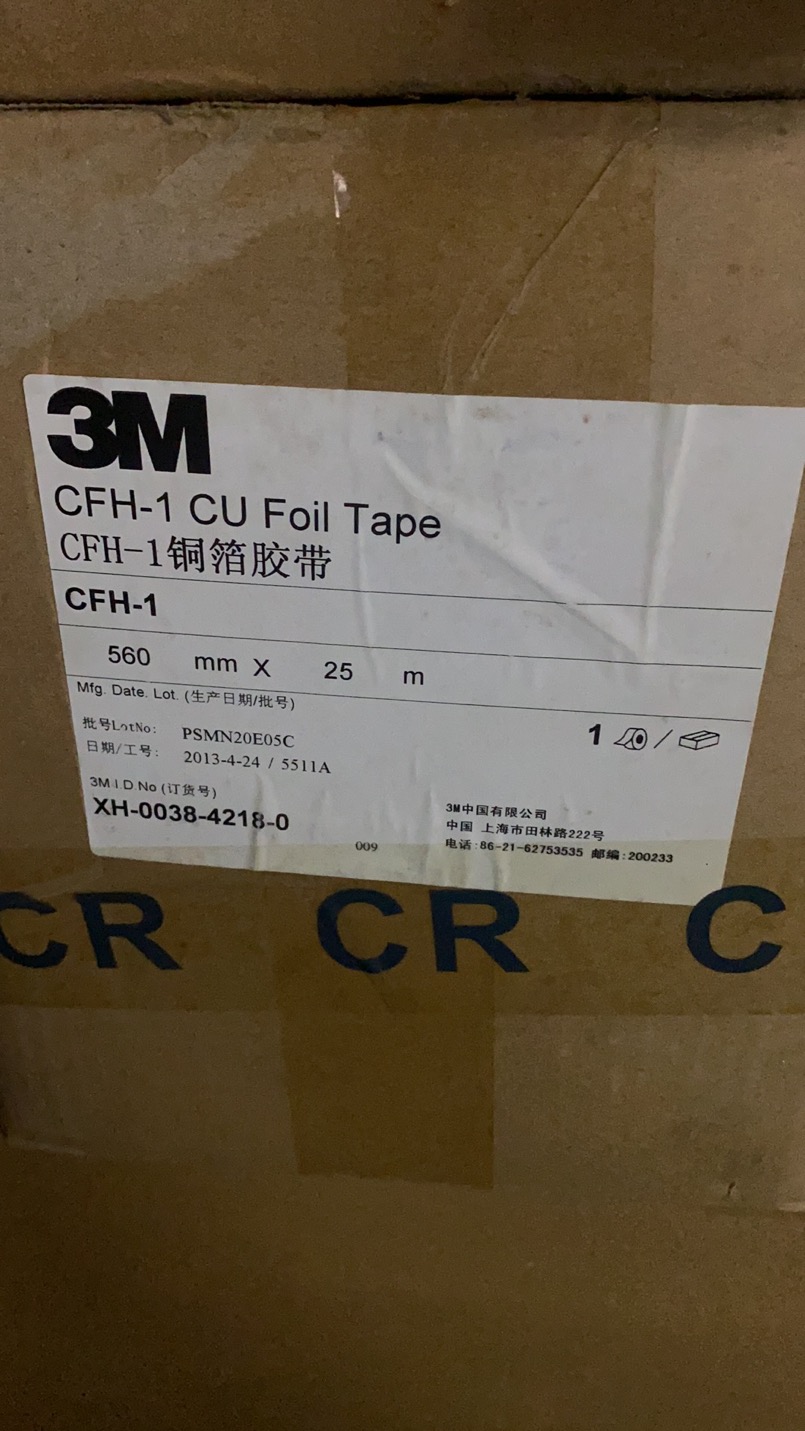 3M
CFH-1 CU Foil Tape
CFH-1铜箔胶带
CFH-1
560 mm X 25 m
Mfg. Date. Lot. (生产日期/批号)
批号LotNo: PSMN20E05C
日期/工号: 2013-4-24 / 5511A
1 /
3M I.D.No (订货号)
XH-0038-4218-0
009
3M中国有限公司
中国 上海市田林路222号
电话:86-21-62753535 邮编:200233
CR CR C